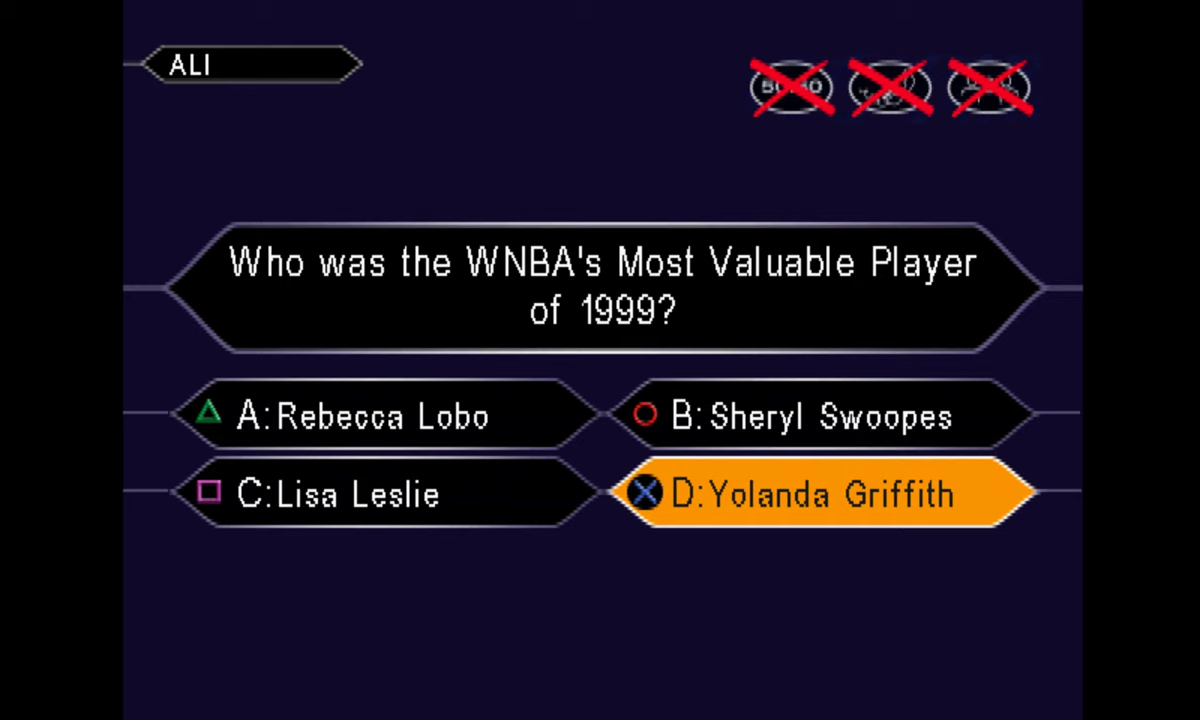 ALI
Who was the WNBA's Most Valuable Player
of 1999?
A: Rebecca Lobo
B: Sheryl Swoopes
C: Lisa Leslie
D: Yolanda Griffith